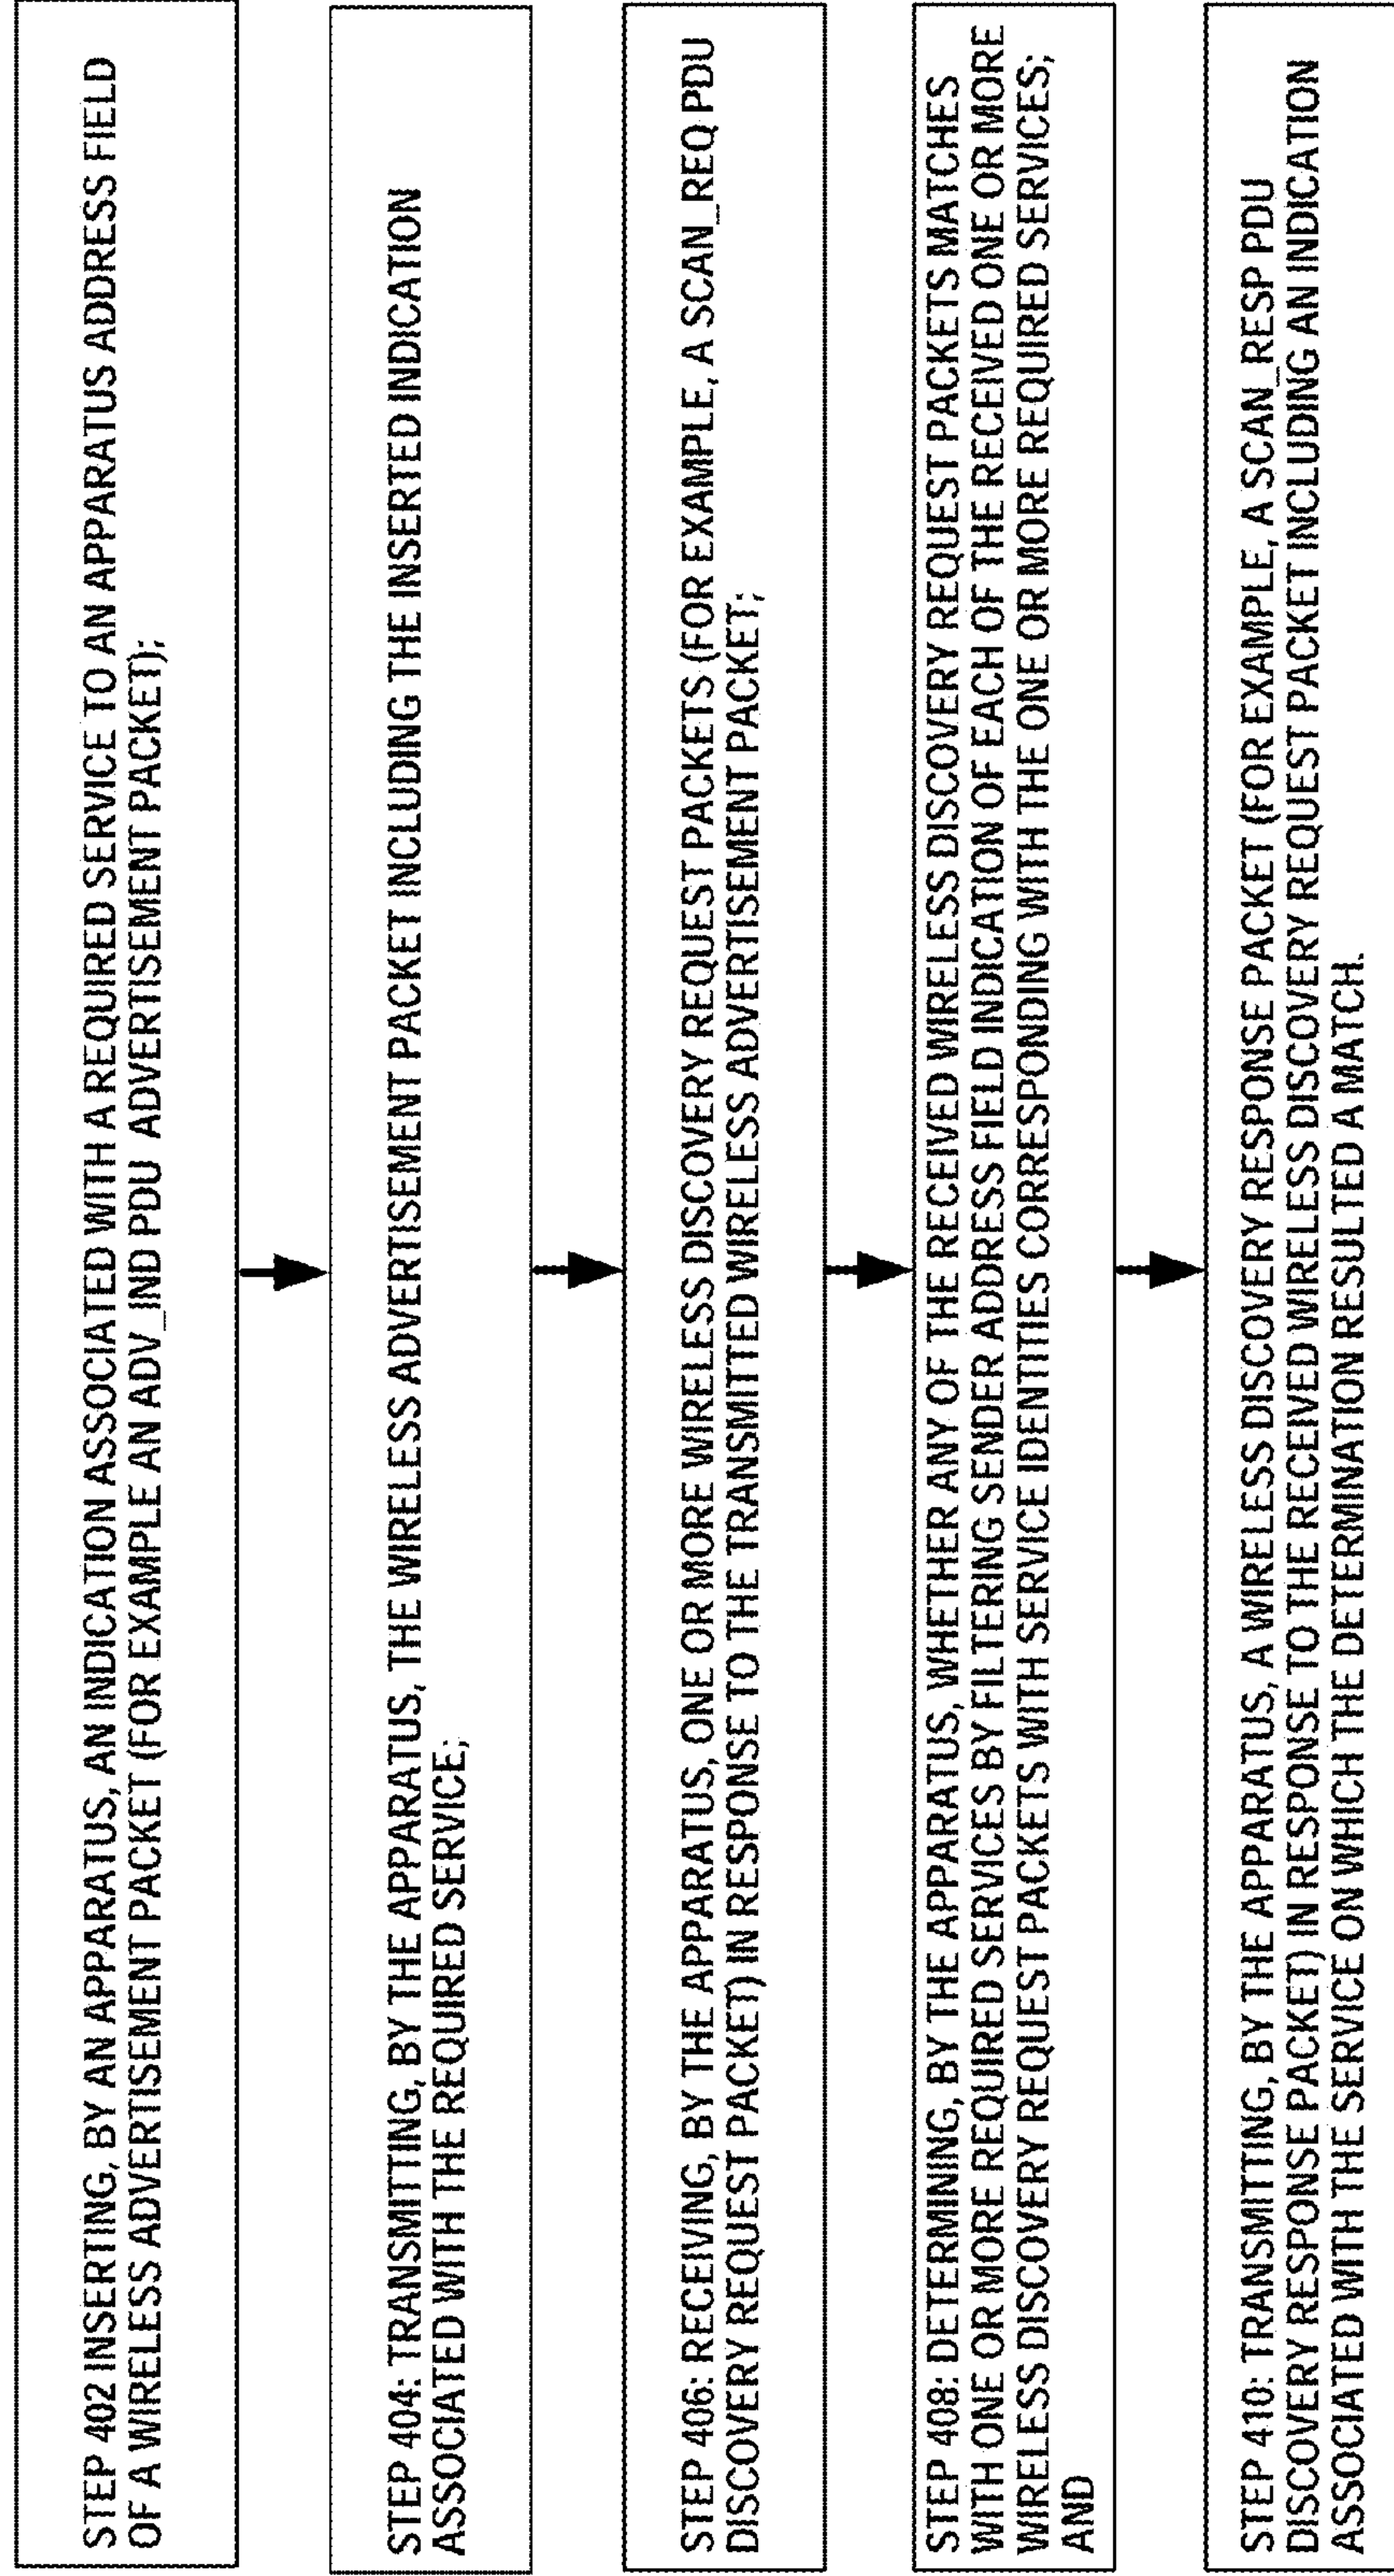 STEP 402 INSERTING, BY AN APPARATUS, AN INDICATION ASSOCIATED WITH A REQUIRED SERVICE TO AN APPARATUS ADDRESS FIELD
OF A WIRELESS ADVERTISEMENT PACKET (FOR EXAMPLE AN ADV_IND PDU ADVERTISEMENT PACKET);
STEP 404: TRANSMITTING, BY THE APPARATUS, THE WIRELESS ADVERTISEMENT PACKET INCLUDING THE INSERTED INDICATION
ASSOCIATED WITH THE REQUIRED SERVICE;
STEP 406: RECEIVING, BY THE APPARATUS, ONE OR MORE WIRELESS DISCOVERY REQUEST PACKETS (FOR EXAMPLE, A SCAN_REQ PDU
DISCOVERY REQUEST PACKET) IN RESPONSE TO THE TRANSMITTED WIRELESS ADVERTISEMENT PACKET;
STEP 408: DETERMINING, BY THE APPARATUS, WHETHER ANY OF THE RECEIVED WIRELESS DISCOVERY REQUEST PACKETS MATCHES
WITH ONE OR MORE REQUIRED SERVICES BY FILTERING SENDER ADDRESS FIELD INDICATION OF EACH OF THE RECEIVED ONE OR MORE
WIRELESS DISCOVERY REQUEST PACKETS WITH SERVICE IDENTITIES CORRESPONDING WITH THE ONE OR MORE REQUIRED SERVICES;
AND
STEP 410: TRANSMITTING, BY THE APPARATUS, A WIRELESS DISCOVERY RESPONSE PACKET (FOR EXAMPLE, A SCAN_RESP PDU
DISCOVERY RESPONSE PACKET) IN RESPONSE TO THE RECEIVED WIRELESS DISCOVERY REQUEST PACKET INCLUDING AN INDICATION
ASSOCIATED WITH THE SERVICE ON WHICH THE DETERMINATION RESULTED A MATCH.